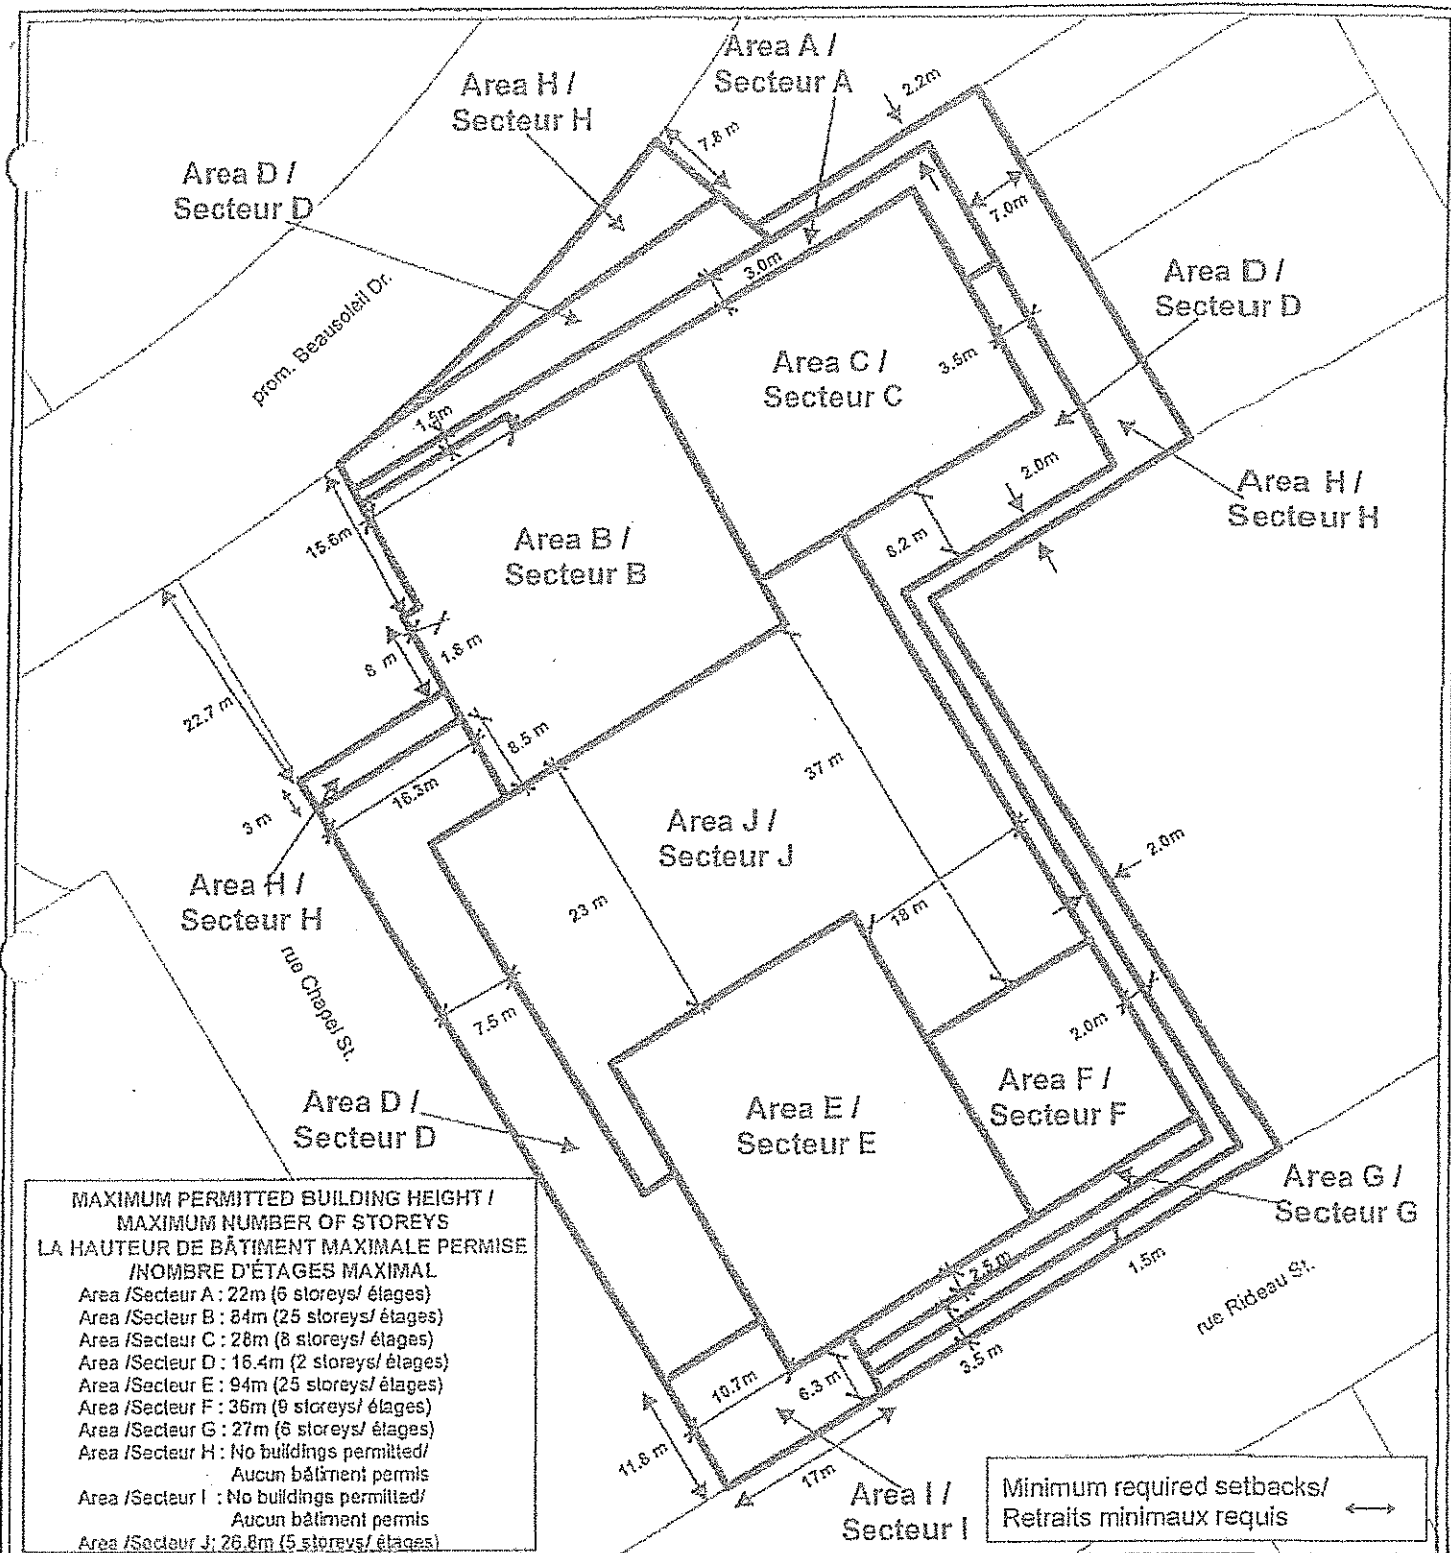 Area A /
Secteur A
Area H /
Secteur H
2.2m
7.8 m
Area D /
Secteur D
7.0m
prom. Beausoleil Dr.
3.0m
Area D /
Secteur D
Area C /
Secteur C
3.5m
1.5m
2.0m
Area H /
Secteur H
15.6m
Area B /
Secteur B
8.2 m
8 m
1.8 m
22.7 m
8.5 m
37 m
16.3m
3 m
Area J /
Secteur J
2.0m
Area H /
Secteur H
23 m
18 m
rue Chapel St.
7.5 m
2.0m
Area D /
Secteur D
Area E /
Secteur E
Area F /
Secteur F
Area G /
Secteur G
2.5 m
1.5m
rue Rideau St.
3.5 m
10.7m
6.3 m
11.8 m
17m
Area I /
Secteur I
MAXIMUM PERMITTED BUILDING HEIGHT /
MAXIMUM NUMBER OF STOREYS
LA HAUTEUR DE BÂTIMENT MAXIMALE PERMISE
/NOMBRE D'ÉTAGES MAXIMAL
Area /Secteur A : 22m (6 storeys/ étages)
Area /Secteur B : 84m (25 storeys/ étages)
Area /Secteur C : 28m (8 storeys/ étages)
Area /Secteur D : 16.4m (2 storeys/ étages)
Area /Secteur E : 94m (25 storeys/ étages)
Area /Secteur F : 36m (9 storeys/ étages)
Area /Secteur G : 27m (6 storeys/ étages)
Area /Secteur H : No buildings permitted/
Aucun bâtiment permis
Area /Secteur I : No buildings permitted/
Aucun bâtiment permis
Area /Secteur J: 26.8m (5 storeys/ étages)
Minimum required setbacks/
Retraits minimaux requis